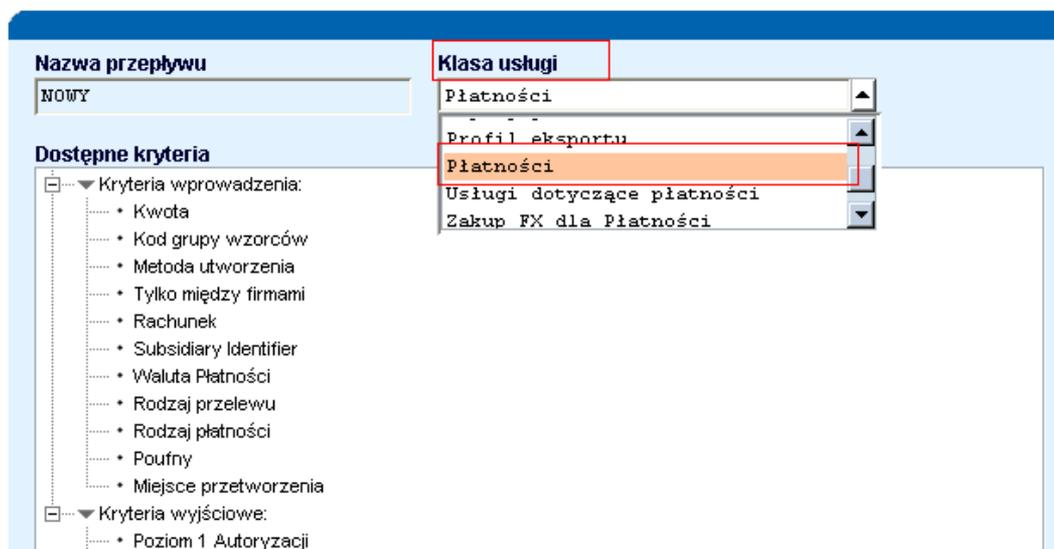 Nazwa przepływu
NOWY
Klasa usługi
Płatności
Profil eksportu
Płatności
Usługi dotyczące płatności
Zakup FX dla Płatności
Dostępne kryteria
Kryteria wprowadzenia:
• Kwota
• Kod grupy wzorców
• Metoda utworzenia
• Tylko między firmami
• Rachunek
• Subsidiary Identifier
• Waluta Płatności
• Rodzaj przelewu
• Rodzaj płatności
• Poufny
• Miejsce przetworzenia
Kryteria wyjściowe:
• Poziom 1 Autoryzacji